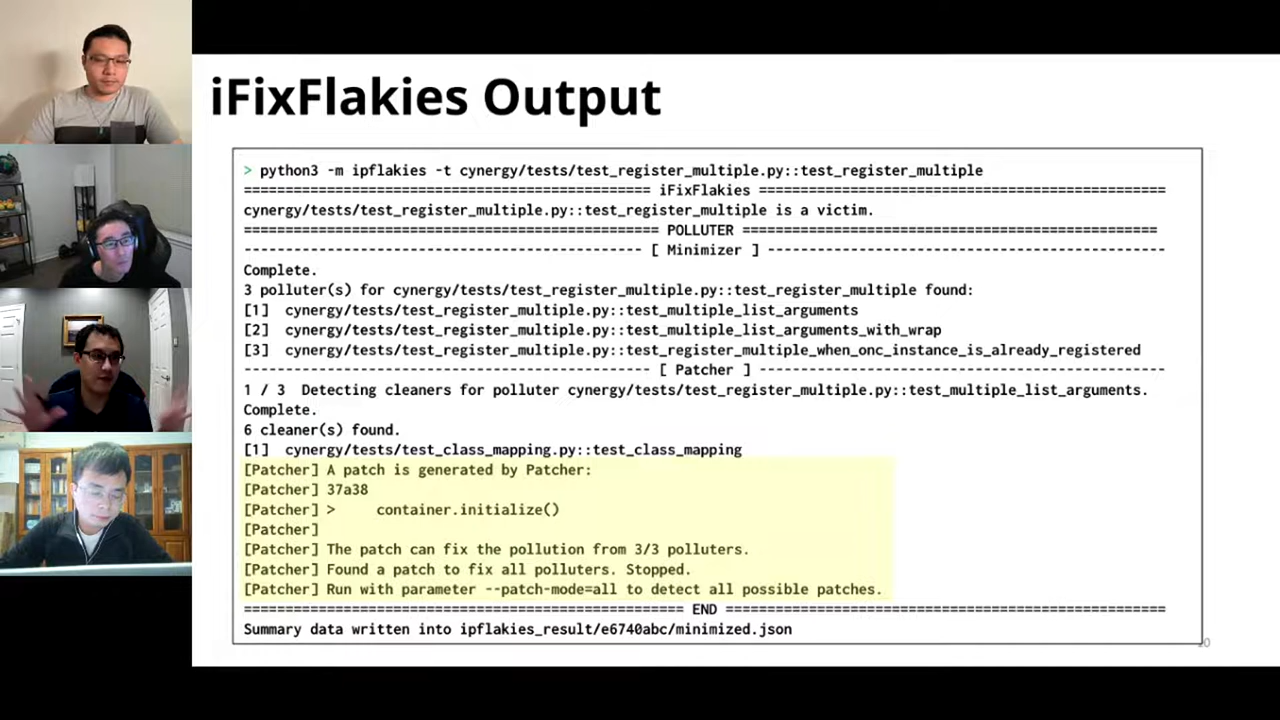 iFixFlakies Output
> python3 -m ipflakies -t cynergy/tests/test_register_multiple.py::test_register_multiple
================================================= iFixFlakies =================================================
cynergy/tests/test_register_multiple.py::test_register_multiple is a victim.
================================================== POLLUTER ==================================================
------------------------------------------------ [ Minimizer ] ------------------------------------------------
Complete.
3 polluter(s) for cynergy/tests/test_register_multiple.py::test_register_multiple found:
[1] cynergy/tests/test_register_multiple.py::test_multiple_list_arguments
[2] cynergy/tests/test_register_multiple.py::test_multiple_list_arguments_with_wrap
[3] cynergy/tests/test_register_multiple.py::test_register_multiple_when_onc_instance_is_already_registered
------------------------------------------------- [ Patcher ] -------------------------------------------------
1 / 3 Detecting cleaners for polluter cynergy/tests/test_register_multiple.py::test_multiple_list_arguments.
Complete.
6 cleaner(s) found.
[1] cynergy/tests/test_class_mapping.py::test_class_mapping
[Patcher] A patch is generated by Patcher:
[Patcher] 37a38
[Patcher] > container.initialize()
[Patcher]
[Patcher] The patch can fix the pollution from 3/3 polluters.
[Patcher] Found a patch to fix all polluters. Stopped.
[Patcher] Run with parameter --patch-mode=all to detect all possible patches.
===================================================== END =====================================================
Summary data written into ipflakies_result/e6740abc/minimized.json